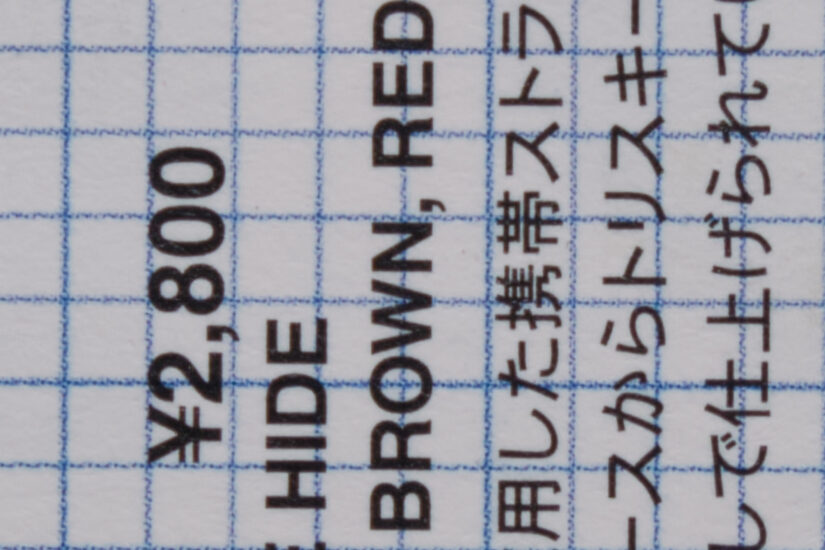 ¥2,800
HIDE
BROWN, RED
用した携帯ストラ
ースからトリスキー
して仕上げられて